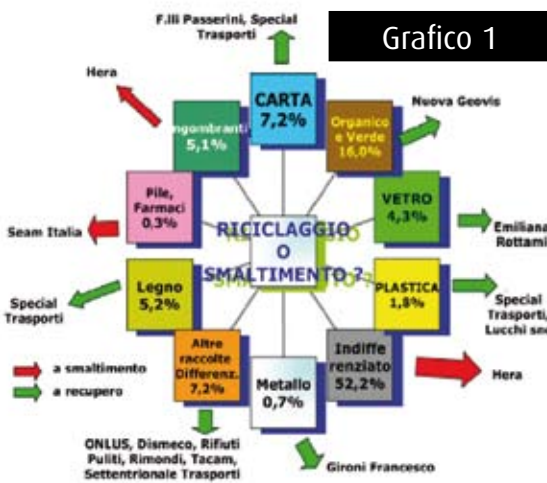 Grafico 1
F.lli Passerini, Special
Trasporti
Hera
CARTA
7,2%
ngombranti
5,1%
Organico
e Verde
16,0%
Nuova Geovis
Pile,
Farmaci
0,3%
VETRO
4,3%
Seam Italia
RICICLAGGIO
O
SMALTIMENTO ?
Emiliana
Rottami
Legno
5,2%
PLASTICA
1,8%
Special
Trasporti
Special
Trasporti,
Lucchi snc
Altre
raccolte
Differenz.
7,2%
Metallo
0,7%
Indiffe
renziato
52,2%
Hera
a smaltimento
a recupero
ONLUS, Dismeco, Rifiuti
Puliti, Rimondi, Tacam,
Settentrionale Trasporti
Gironi Francesco